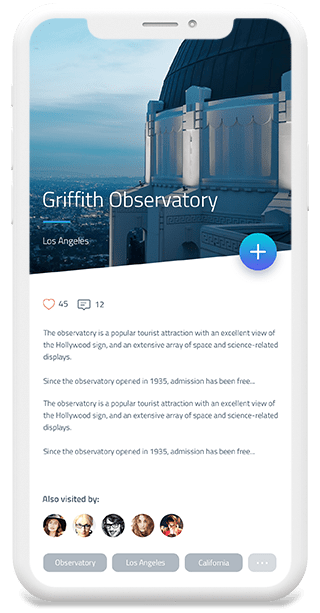 Griffith Observatory
Los Angeles
45 12
The observatory is a popular tourist attraction with an excellent view of
the Hollywood sign, and an extensive array of space and science-related
displays.
Since the observatory opened in 1935, admission has been free...
The observatory is a popular tourist attraction with an excellent view of
the Hollywood sign, and an extensive array of space and science-related
displays.
Since the observatory opened in 1935, admission has been free...
Also visited by:
Observatory Los Angeles California